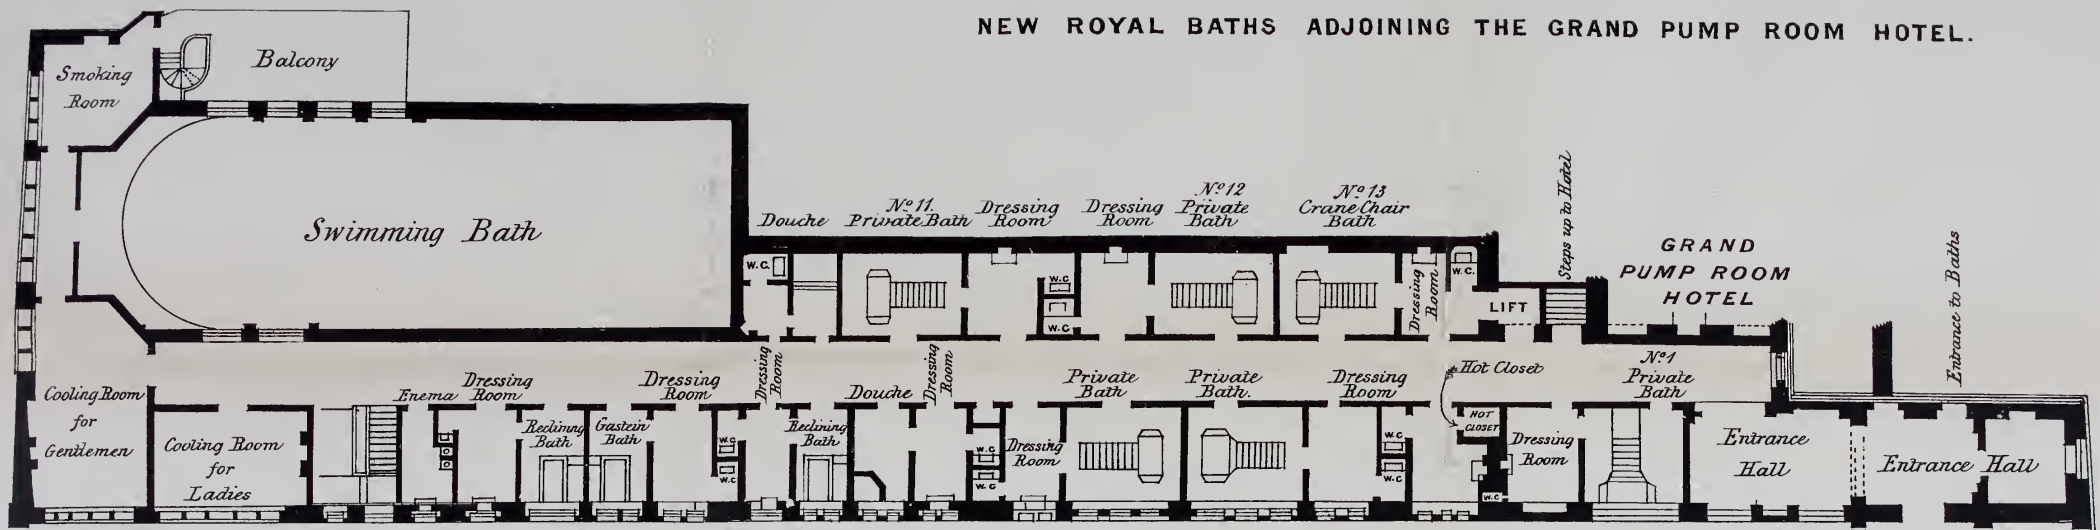 NEW ROYAL BATHS ADJOINING THE GRAND PUMP ROOM HOTEL.
Smoking
Room
Balcony
Swimming Bath
Douche
No. 11.
Private Bath
Dressing
Room
Dressing
Room
No. 12
Private
Bath
No. 13
Crane Chair
Bath
Steps up to Hotel
GRAND
PUMP ROOM
HOTEL
Entrance to Baths
W.C.
W.C
W.C
Dressing
Room
W.C.
LIFT
Cooling Room
for
Gentlemen
Cooling Room
for
Ladies
Enema
Dressing
Room
Reclining
Bath
Gastein
Bath
Dressing
Room
W.C
W.C
Dressing
Room
Reclining
Bath
Douche
Dressing
Room
W.C
W.C
Dressing
Room
Private
Bath
Private
Bath.
Dressing
Room
W.C
W.C
Hot Closet
HOT
CLOSET
W.C
Dressing
Room
No. 1
Private
Bath
Entrance
Hall
Entrance Hall